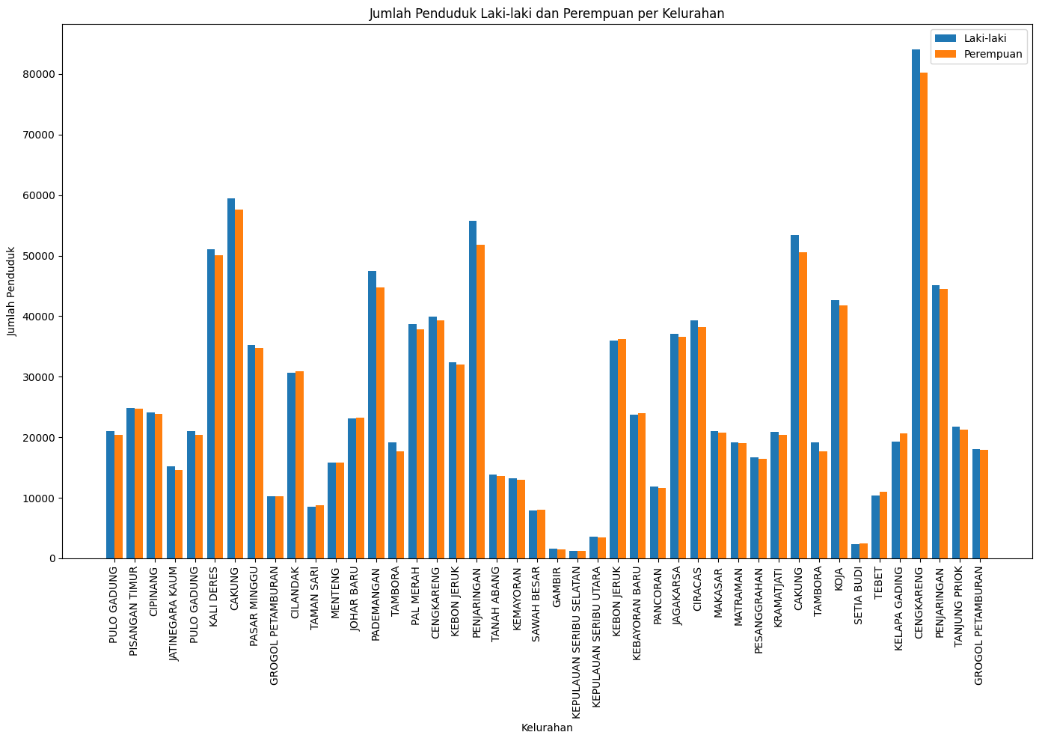 Jumlah Penduduk Laki-laki dan Perempuan per Kelurahan
Laki-laki
Perempuan
Jumlah Penduduk
80000
70000
60000
50000
40000
30000
20000
10000
0
PULO GADUNG
PISANGAN TIMUR
CIPINANG
JATINEGARA KAUM
PULO GADUNG
KALI DERES
CAKUNG
PASAR MINGGU
GROGOL PETAMBURAN
CILANDAK
TAMAN SARI
MENTENG
JOHAR BARU
PADEMANGAN
TAMBORA
PAL MERAH
CENGKARENG
KEBON JERUK
PENJARINGAN
TANAH ABANG
KEMAYORAN
SAWAH BESAR
GAMBIR
KEPULAUAN SERIBU SELATAN
KEPULAUAN SERIBU UTARA
KEBON JERUK
KEBAYORAN BARU
PANCORAN
JAGAKARSA
CIRACAS
MAKASAR
MATRAMAN
PESANGGRAHAN
KRAMATJATI
CAKUNG
TAMBORA
KOJA
SETIA BUDI
TEBET
KELAPA GADING
CENGKARENG
PENJARINGAN
TANJUNG PRIOK
GROGOL PETAMBURAN
Kelurahan